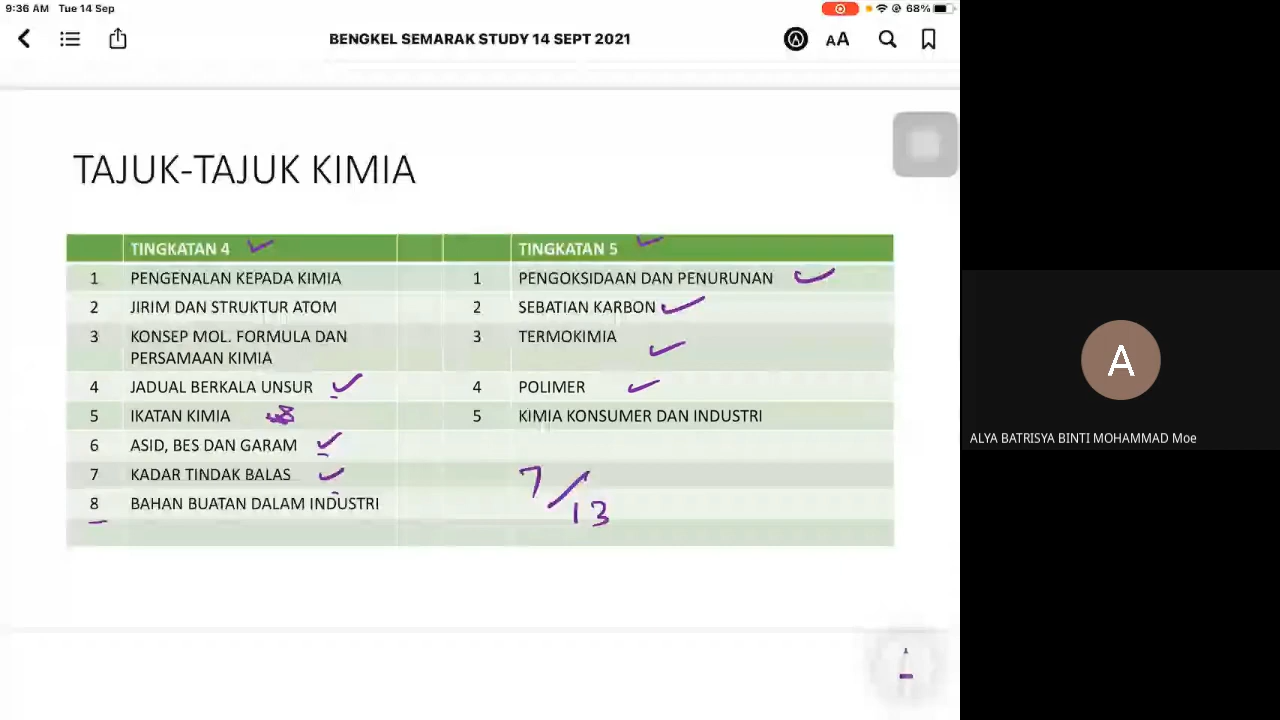 9:36 AM Tue 14 Sep
68%
AA
BENGKEL SEMARAK STUDY 14 SEPT 2021
TAJUK-TAJUK KIMIA
TINGKATAN 4 TINGKATAN 5
1 PENGENALAN KEPADA KIMIA 1 PENGOKSIDAAN DAN PENURUNAN
2 JIRIM DAN STRUKTUR ATOM 2 SEBATIAN KARBON
3 KONSEP MOL. FORMULA DAN 3 TERMOKIMIA
PERSAMAAN KIMIA
4 JADUAL BERKALA UNSUR 4 POLIMER
5 IKATAN KIMIA 5 KIMIA KONSUMER DAN INDUSTRI
6 ASID, BES DAN GARAM
7 KADAR TINDAK BALAS
8 BAHAN BUATAN DALAM INDUSTRI
7/13
A
ALYA BATRISYA BINTI MOHAMMAD Moe